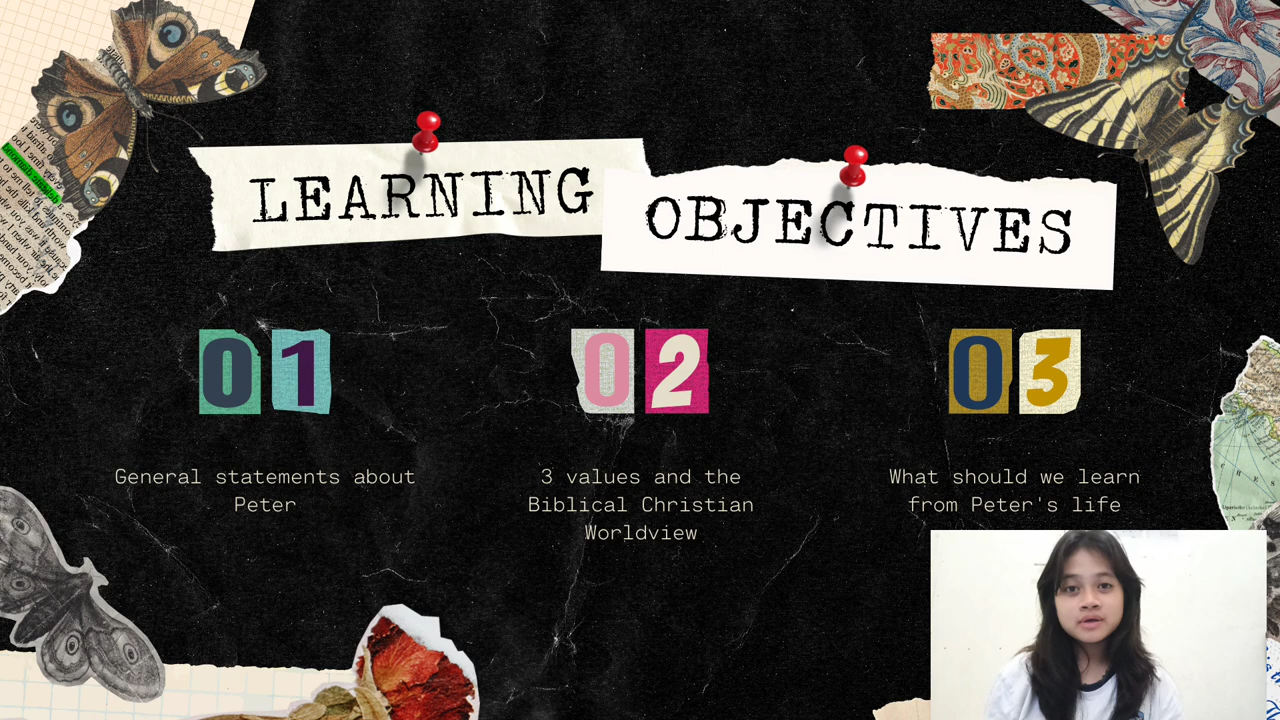 LEARNING
OBJECTIVES
01
02
03
General statements about
Peter
3 values and the
Biblical Christian
Worldview
What should we learn
from Peter's life